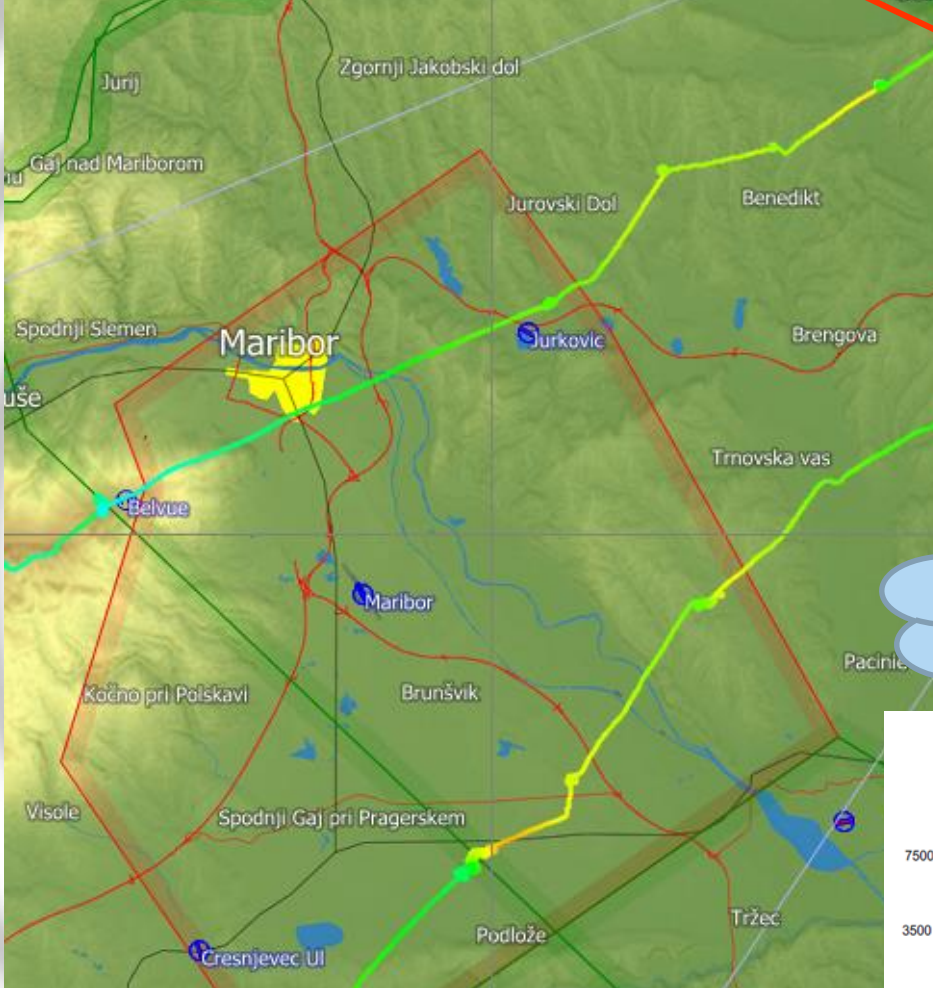 Zgornji Jakobski dol
Jurij
Gaj nad Mariborom
Benedikt
Jurovski Dol
Spodnji Slemen
Maribor
Jurkovic
Brengova
uše
Trnovska vas
Belvue
Maribor
Pacinje
Kočno pri Polskavi
Brunšvik
Visole
Spodnji Gaj pri Pragerskem
7500
Tržec
3500
Podlože
Cresnjevec Ul